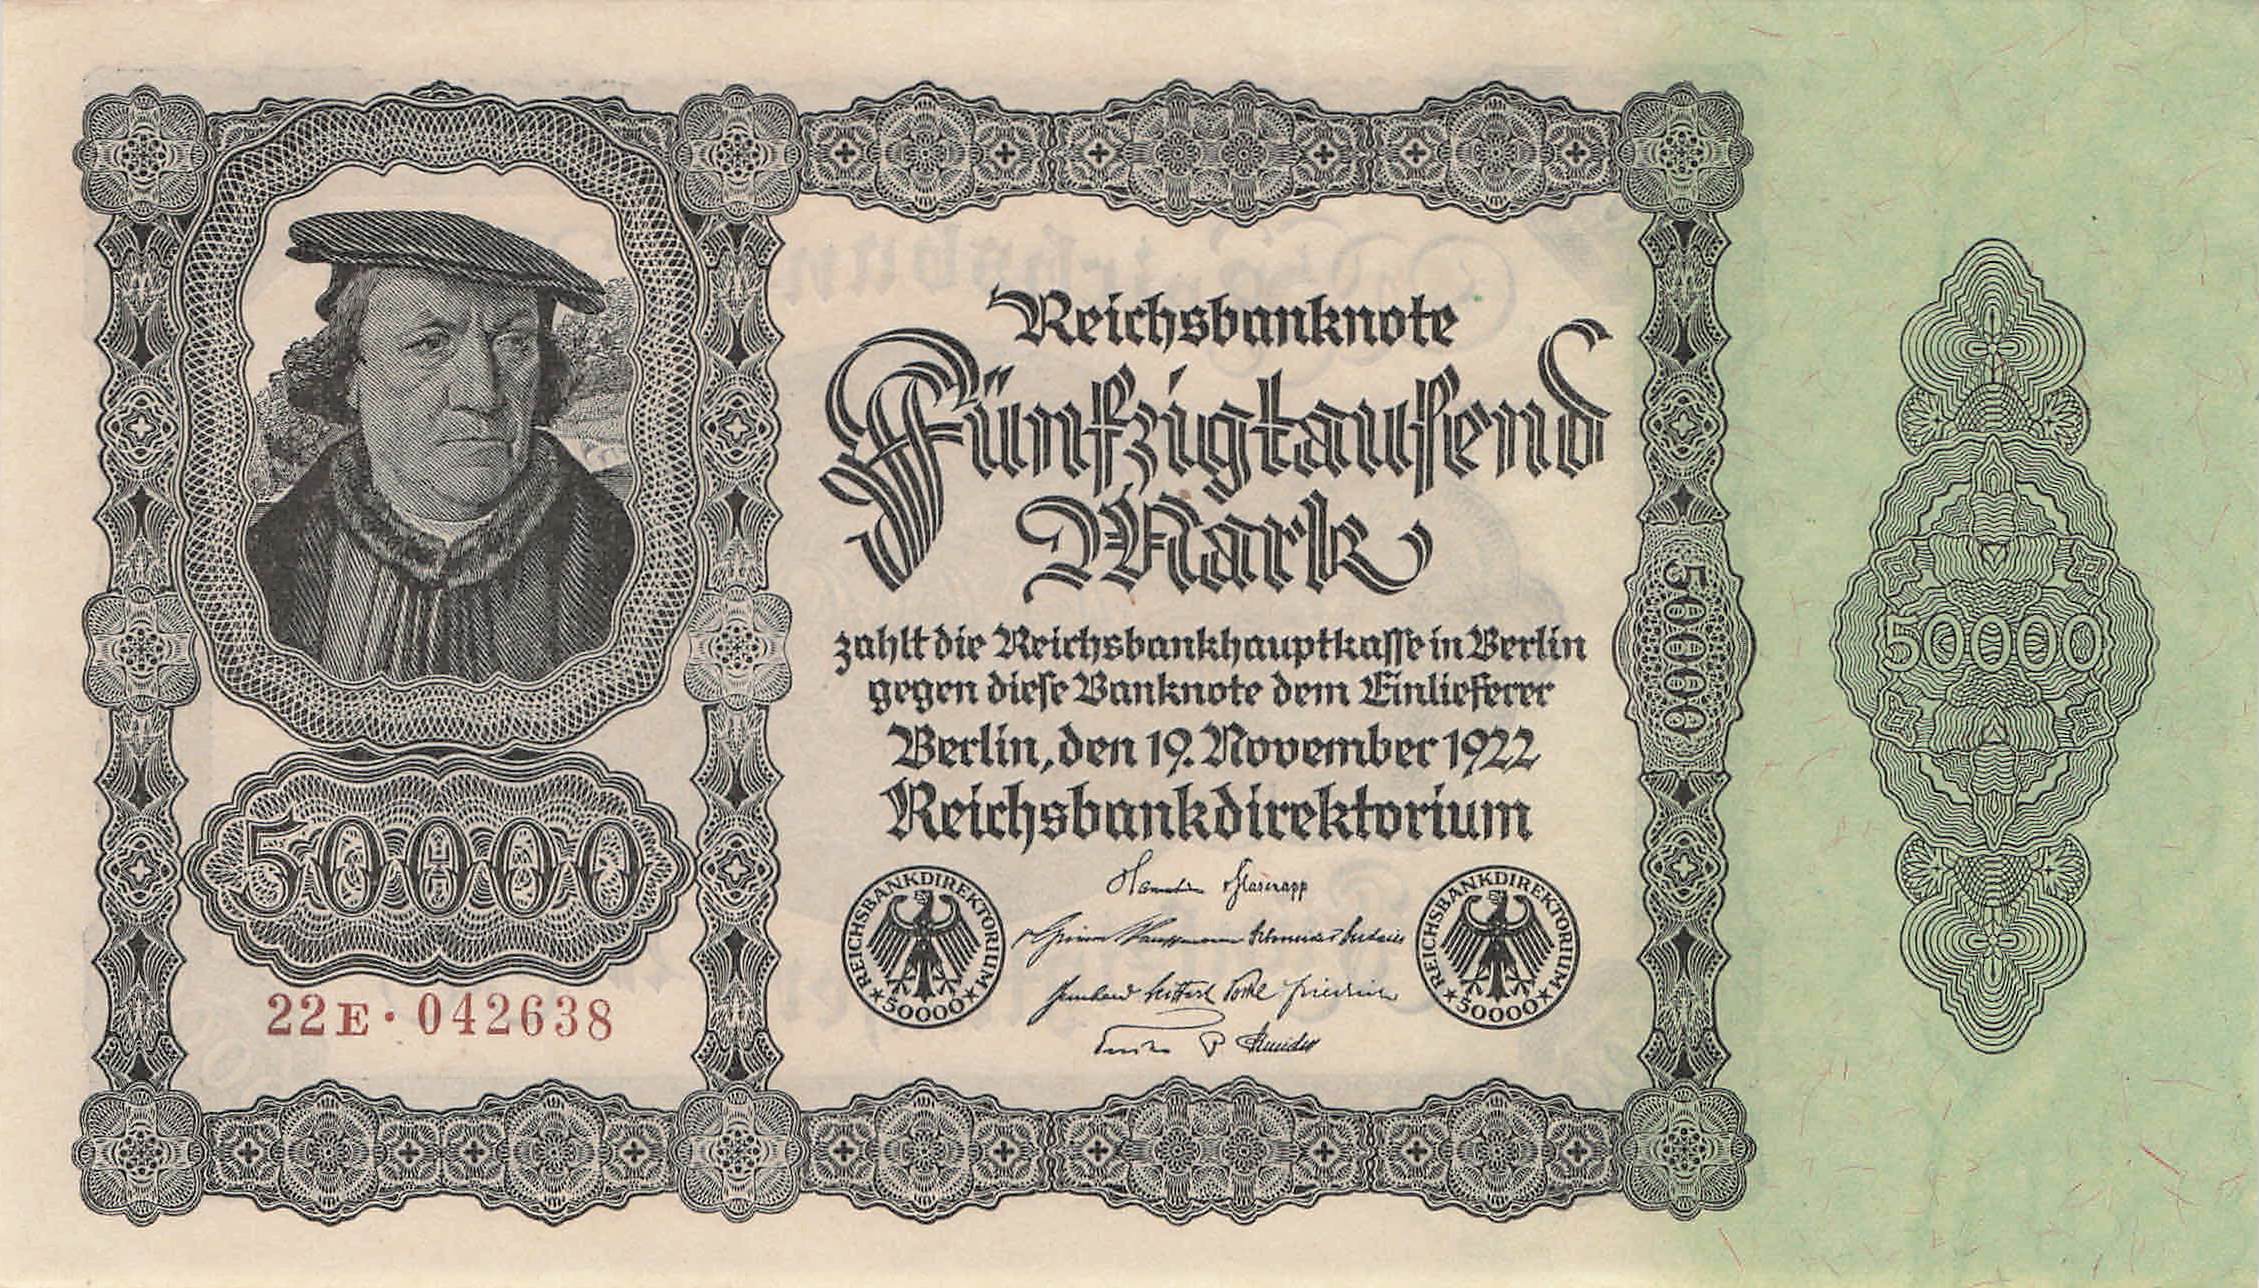 Reichsbanknote
Fünfzigtausend
Mark
zahlt die Reichsbankhauptkasse in Berlin
gegen diese Banknote dem Einlieferer
Berlin, den 19. November 1922
Reichsbankdirektorium
Glasenapp
REICHSBANKDIREKTORIUM
★50000★
REICHSBANKDIREKTORIUM
★50000★
50000
22E·042638
50000
50000